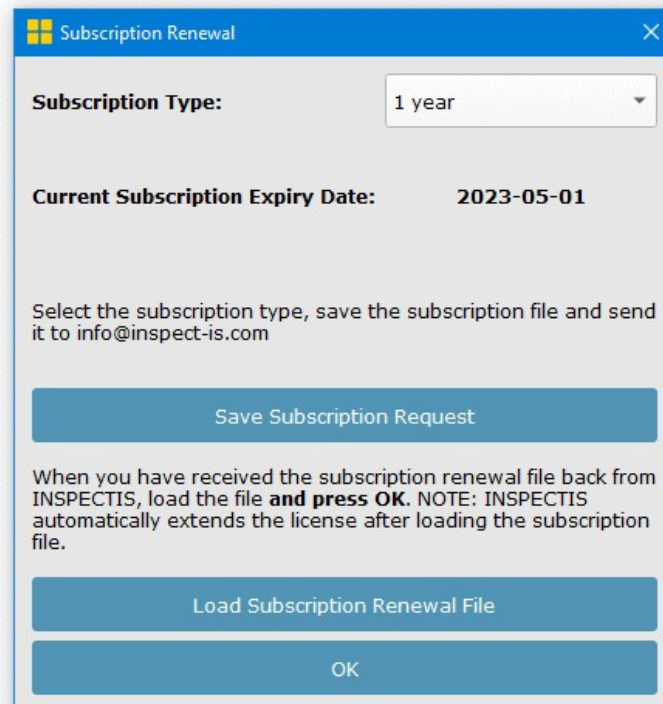 Subscription Renewal
Subscription Type: 1 year
Current Subscription Expiry Date: 2023-05-01
Select the subscription type, save the subscription file and send
it to info@inspect-is.com
Save Subscription Request
When you have received the subscription renewal file back from
INSPECTIS, load the file and press OK. NOTE: INSPECTIS
automatically extends the license after loading the subscription
file.
Load Subscription Renewal File
OK